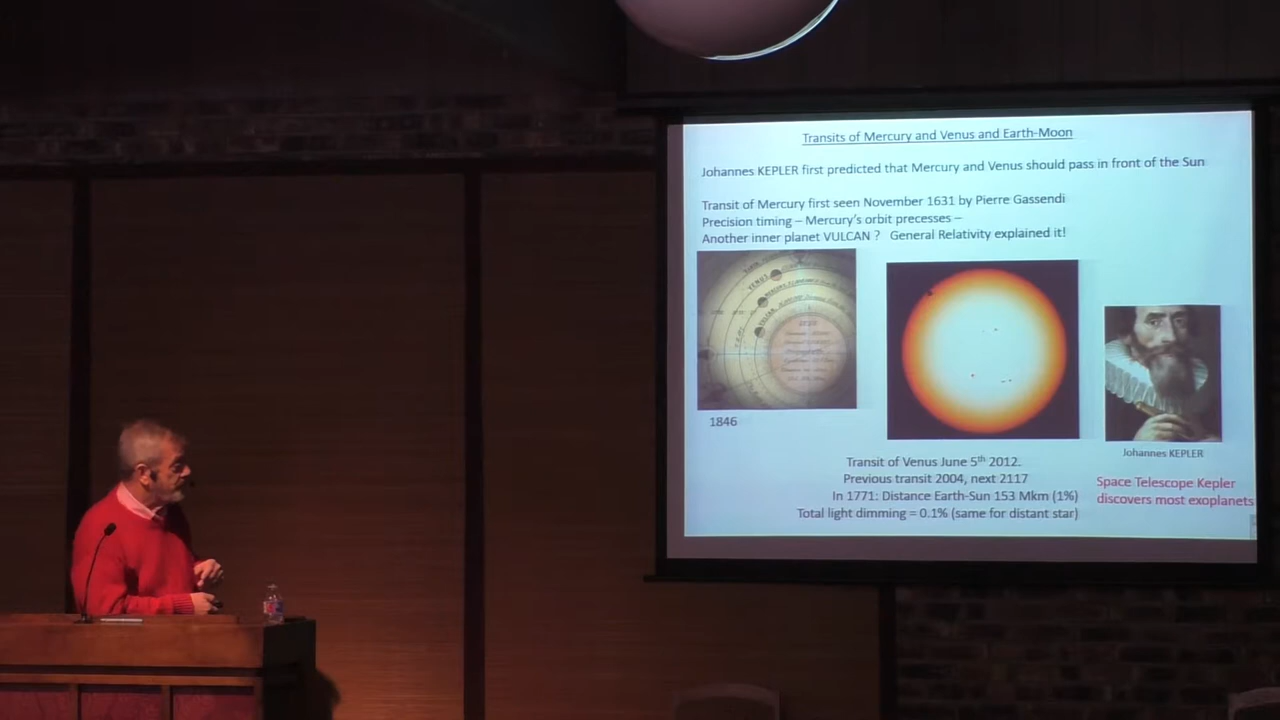 Transits of Mercury and Venus and Earth-Moon
Johannes KEPLER first predicted that Mercury and Venus should pass in front of the Sun
Transit of Mercury first seen November 1631 by Pierre Gassendi
Precision timing – Mercury's orbit precesses –
Another inner planet VULCAN ? General Relativity explained it!
VENUS
VULCAN
1846
Johannes KEPLER
Transit of Venus June 5th 2012.
Previous transit 2004, next 2117
In 1771: Distance Earth-Sun 153 Mkm (1%)
Total light dimming = 0.1% (same for distant star)
Space Telescope Kepler
discovers most exoplanets